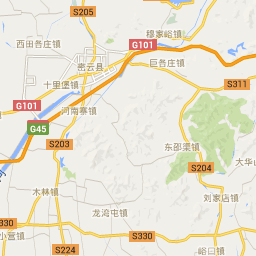 S205
穆家峪镇
G101
西田各庄镇
密云县
巨各庄镇
十里堡镇
S311
G101
河南寨镇
G45
S203
东邵渠镇
S204
大华山
木林镇
刘家店镇
龙湾屯镇
S330
S330
小营镇
S224
峪口镇